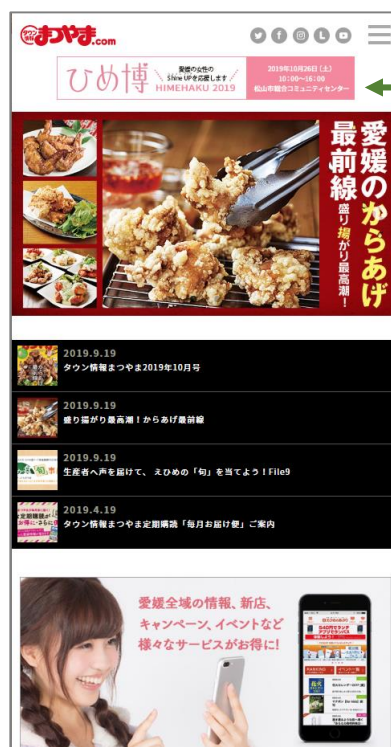 タウン情報まつやま.com
ひめ博
愛媛の女性の
Shine UPを応援します
HIMEHAKU 2019
2019年10月26日(土)
10:00~16:00
松山市総合コミュニティセンター
愛媛のからあげ
最前線
盛り揚がり最高潮!
2019.9.19
タウン情報まつやま2019年10月号
2019.9.19
盛り揚がり最高潮!からあげ最前線
2019.9.19
生産者へ声を届けて、えひめの「旬」を当てよう!File9
2019.4.19
タウン情報まつやま定期購読「毎月お届け便」ご案内
愛媛全域の情報、新店、
キャンペーン、イベントなど
様々なサービスがお得に!